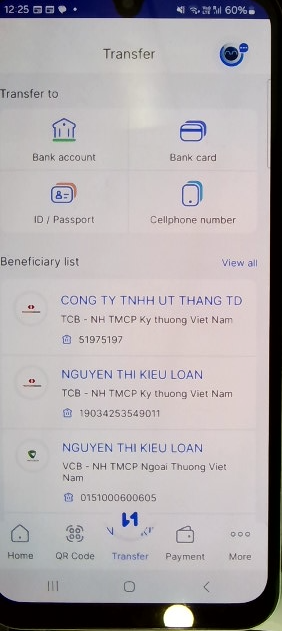 12:25
60%
Transfer
Transfer to
Bank account
Bank card
ID / Passport
Cellphone number
Beneficiary list
View all
CONG TY TNHH UT THANG TD
TCB - NH TMCP Ky thuong Viet Nam
51975197
NGUYEN THI KIEU LOAN
TCB - NH TMCP Ky thuong Viet
Nam
19034253549011
NGUYEN THI KIEU LOAN
VCB - NH TMCP Ngoai Thuong Viet
Nam
0151000600605
Home
QR Code
Transfer
Payment
More